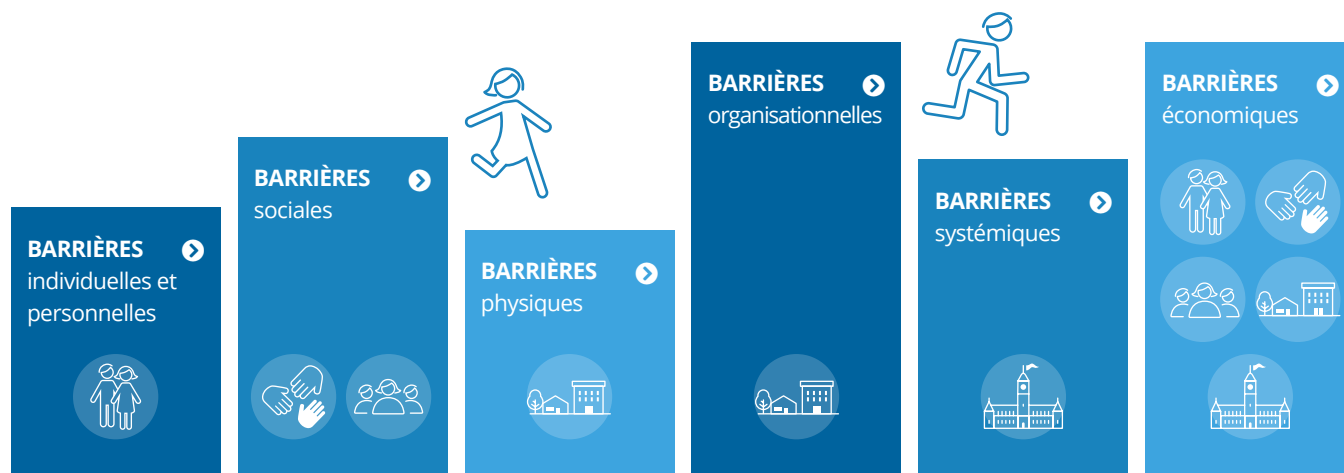 BARRIÈRES
individuelles et
personnelles
BARRIÈRES
sociales
BARRIÈRES
physiques
BARRIÈRES
organisationnelles
BARRIÈRES
systémiques
BARRIÈRES
économiques